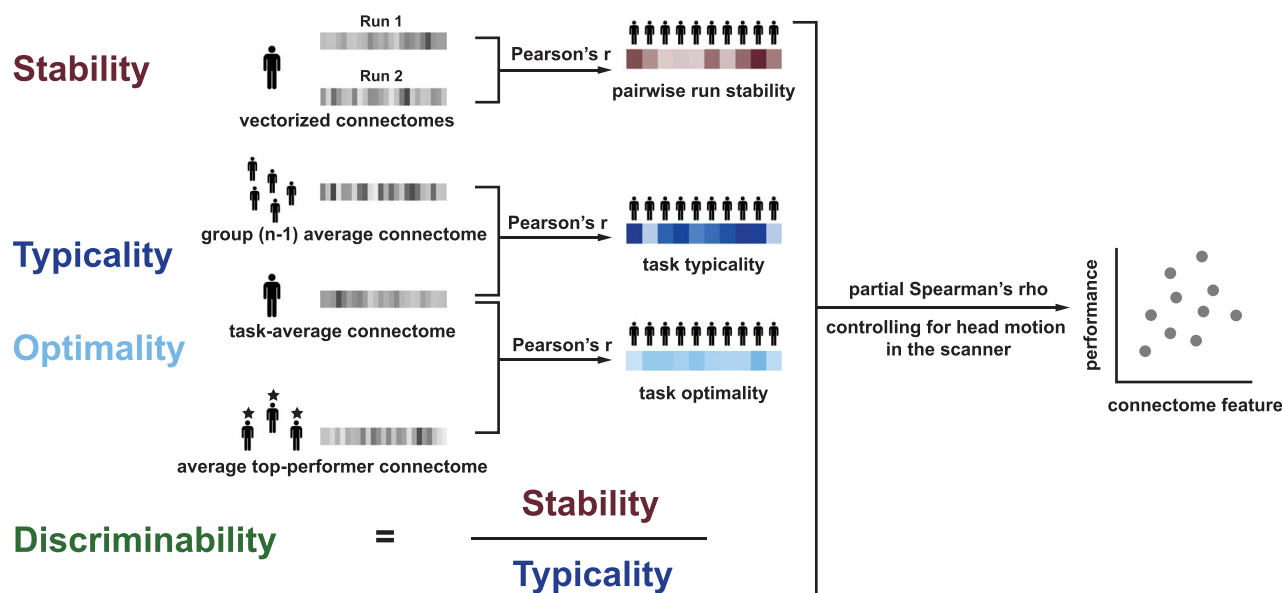 Stability
Run 1
Run 2
vectorized connectomes
Pearson's r
pairwise run stability
Typicality
group (n-1) average connectome
Pearson's r
task typicality
task-average connectome
Optimality
Pearson's r
task optimality
average top-performer connectome
partial Spearman's rho
controlling for head motion
in the scanner
performance
connectome feature
Discriminability
=
Stability
Typicality